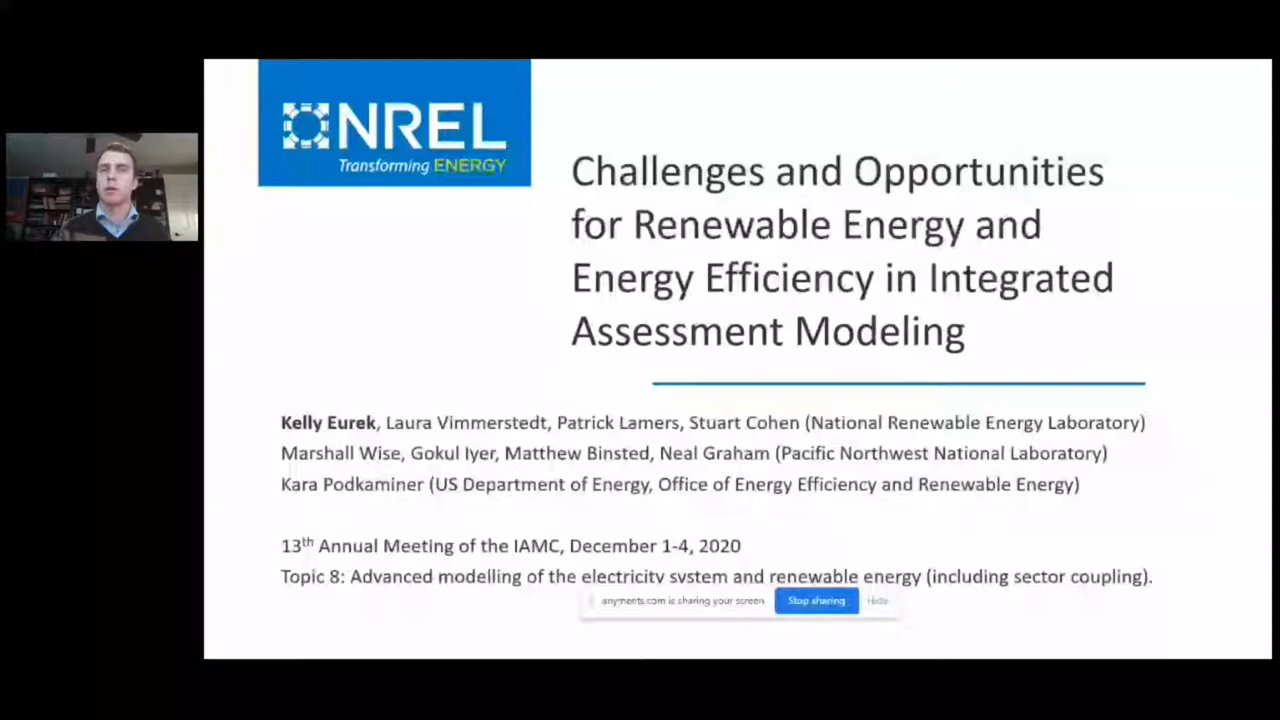 NREL
Transforming ENERGY
Challenges and Opportunities
for Renewable Energy and
Energy Efficiency in Integrated
Assessment Modeling
Kelly Eurek, Laura Vimmerstedt, Patrick Lamers, Stuart Cohen (National Renewable Energy Laboratory)
Marshall Wise, Gokul Iyer, Matthew Binsted, Neal Graham (Pacific Northwest National Laboratory)
Kara Podkaminer (US Department of Energy, Office of Energy Efficiency and Renewable Energy)
13th Annual Meeting of the IAMC, December 1-4, 2020
Topic 8: Advanced modelling of the electricity system and renewable energy (including sector coupling).
anyments.com is sharing your screen Stop sharing Hide